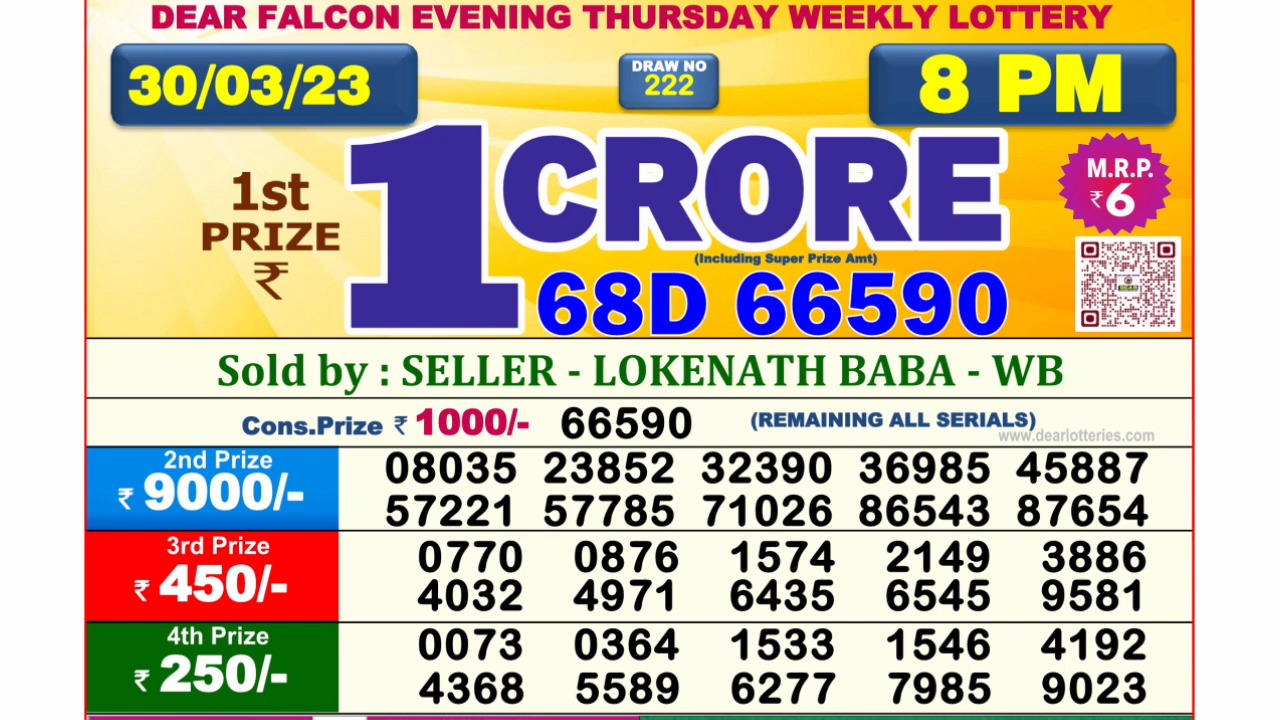 DEAR FALCON EVENING THURSDAY WEEKLY LOTTERY
30/03/23
DRAW NO
222
8 PM
1st
PRIZE
₹
1 CRORE
(Including Super Prize Amt)
68D 66590
M.R.P.
₹ 6
Sold by : SELLER - LOKENATH BABA - WB
Cons.Prize ₹ 1000/- 66590 (REMAINING ALL SERIALS)
www.dearlotteries.com
2nd Prize
₹ 9000/-
08035 23852 32390 36985 45887
57221 57785 71026 86543 87654
3rd Prize
₹ 450/-
0770 0876 1574 2149 3886
4032 4971 6435 6545 9581
4th Prize
₹ 250/-
0073 0364 1533 1546 4192
4368 5589 6277 7985 9023